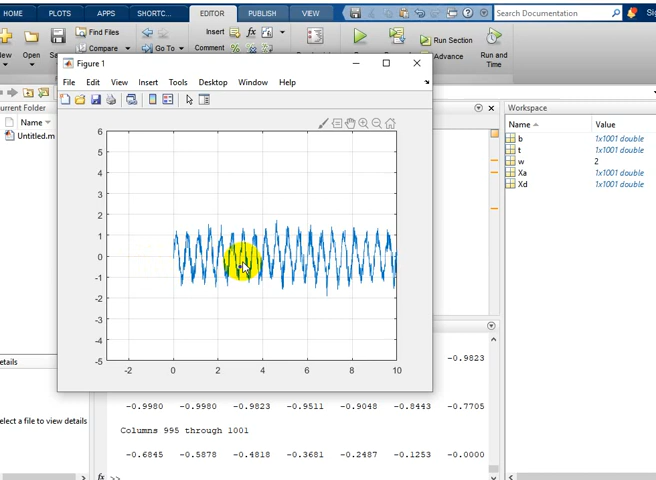 HOME PLOTS APPS SHORTC... EDITOR PUBLISH VIEW Search Documentation
Open Find Files Compare Go To Insert Comment Run Section Advance Run and Time
Figure 1
File Edit View Insert Tools Desktop Window Help
urrent Folder
Name
Untitled.m
Workspace
Name Value
b 1x1001 double
t 1x1001 double
w 2
Xa 1x1001 double
Xd 1x1001 double
6
5
4
3
2
1
0
-1
-2
-3
-4
-5
-2 0 2 4 6 8 10
etails
elect a file to view details
-0.9823
-0.9980 -0.9980 -0.9823 -0.9511 -0.9048 -0.8443 -0.7705
Columns 995 through 1001
-0.6845 -0.5878 -0.4818 -0.3681 -0.2487 -0.1253 -0.0000
fx >>